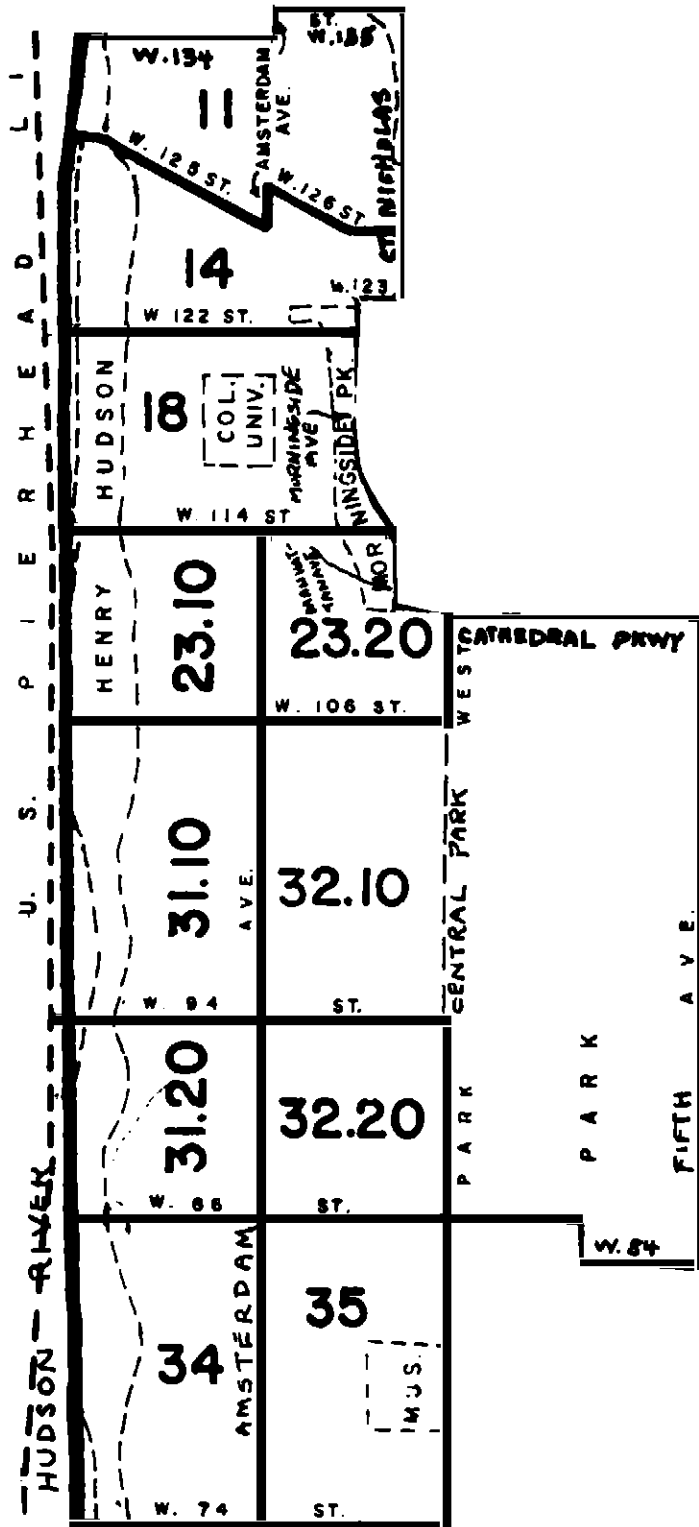 ST.
W. 135
W. 134
AMSTERDAM
AVE.
11
W. 125 ST.
W. 126 ST.
ST. NICHOLAS
14
W. 123
W 122 ST.
U. S. PIERHEAD LI
HENRY HUDSON
18
COL.
UNIV.
MORNINGSIDE
AVE
MORNINGSIDE PK.
W. 114 ST
23.10
23.20
CATHEDRAL PKWY
W. 106 ST.
CENTRAL PARK WEST
31.10
AVE.
32.10
W. 94 ST.
31.20
32.20
PARK
PARK
FIFTH AVE.
W. 86 ST.
W. 84
HUDSON RIVER
34
AMSTERDAM
35
MUS.
W. 74 ST.